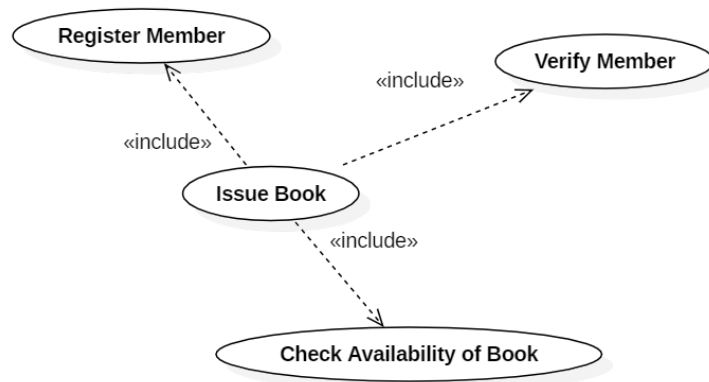 Register Member
Verify Member
«include»
«include»
Issue Book
«include»
Check Availability of Book